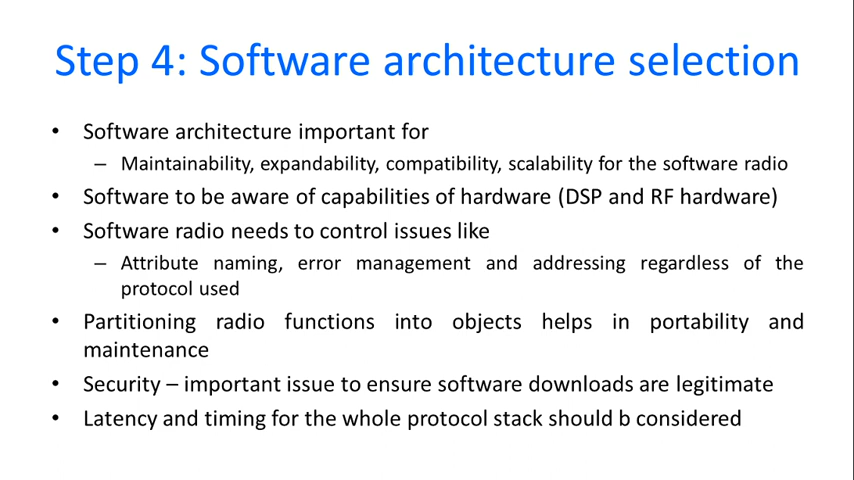 Step 4: Software architecture selection
• Software architecture important for
– Maintainability, expandability, compatibility, scalability for the software radio
• Software to be aware of capabilities of hardware (DSP and RF hardware)
• Software radio needs to control issues like
– Attribute naming, error management and addressing regardless of the
protocol used
• Partitioning radio functions into objects helps in portability and
maintenance
• Security – important issue to ensure software downloads are legitimate
• Latency and timing for the whole protocol stack should b considered